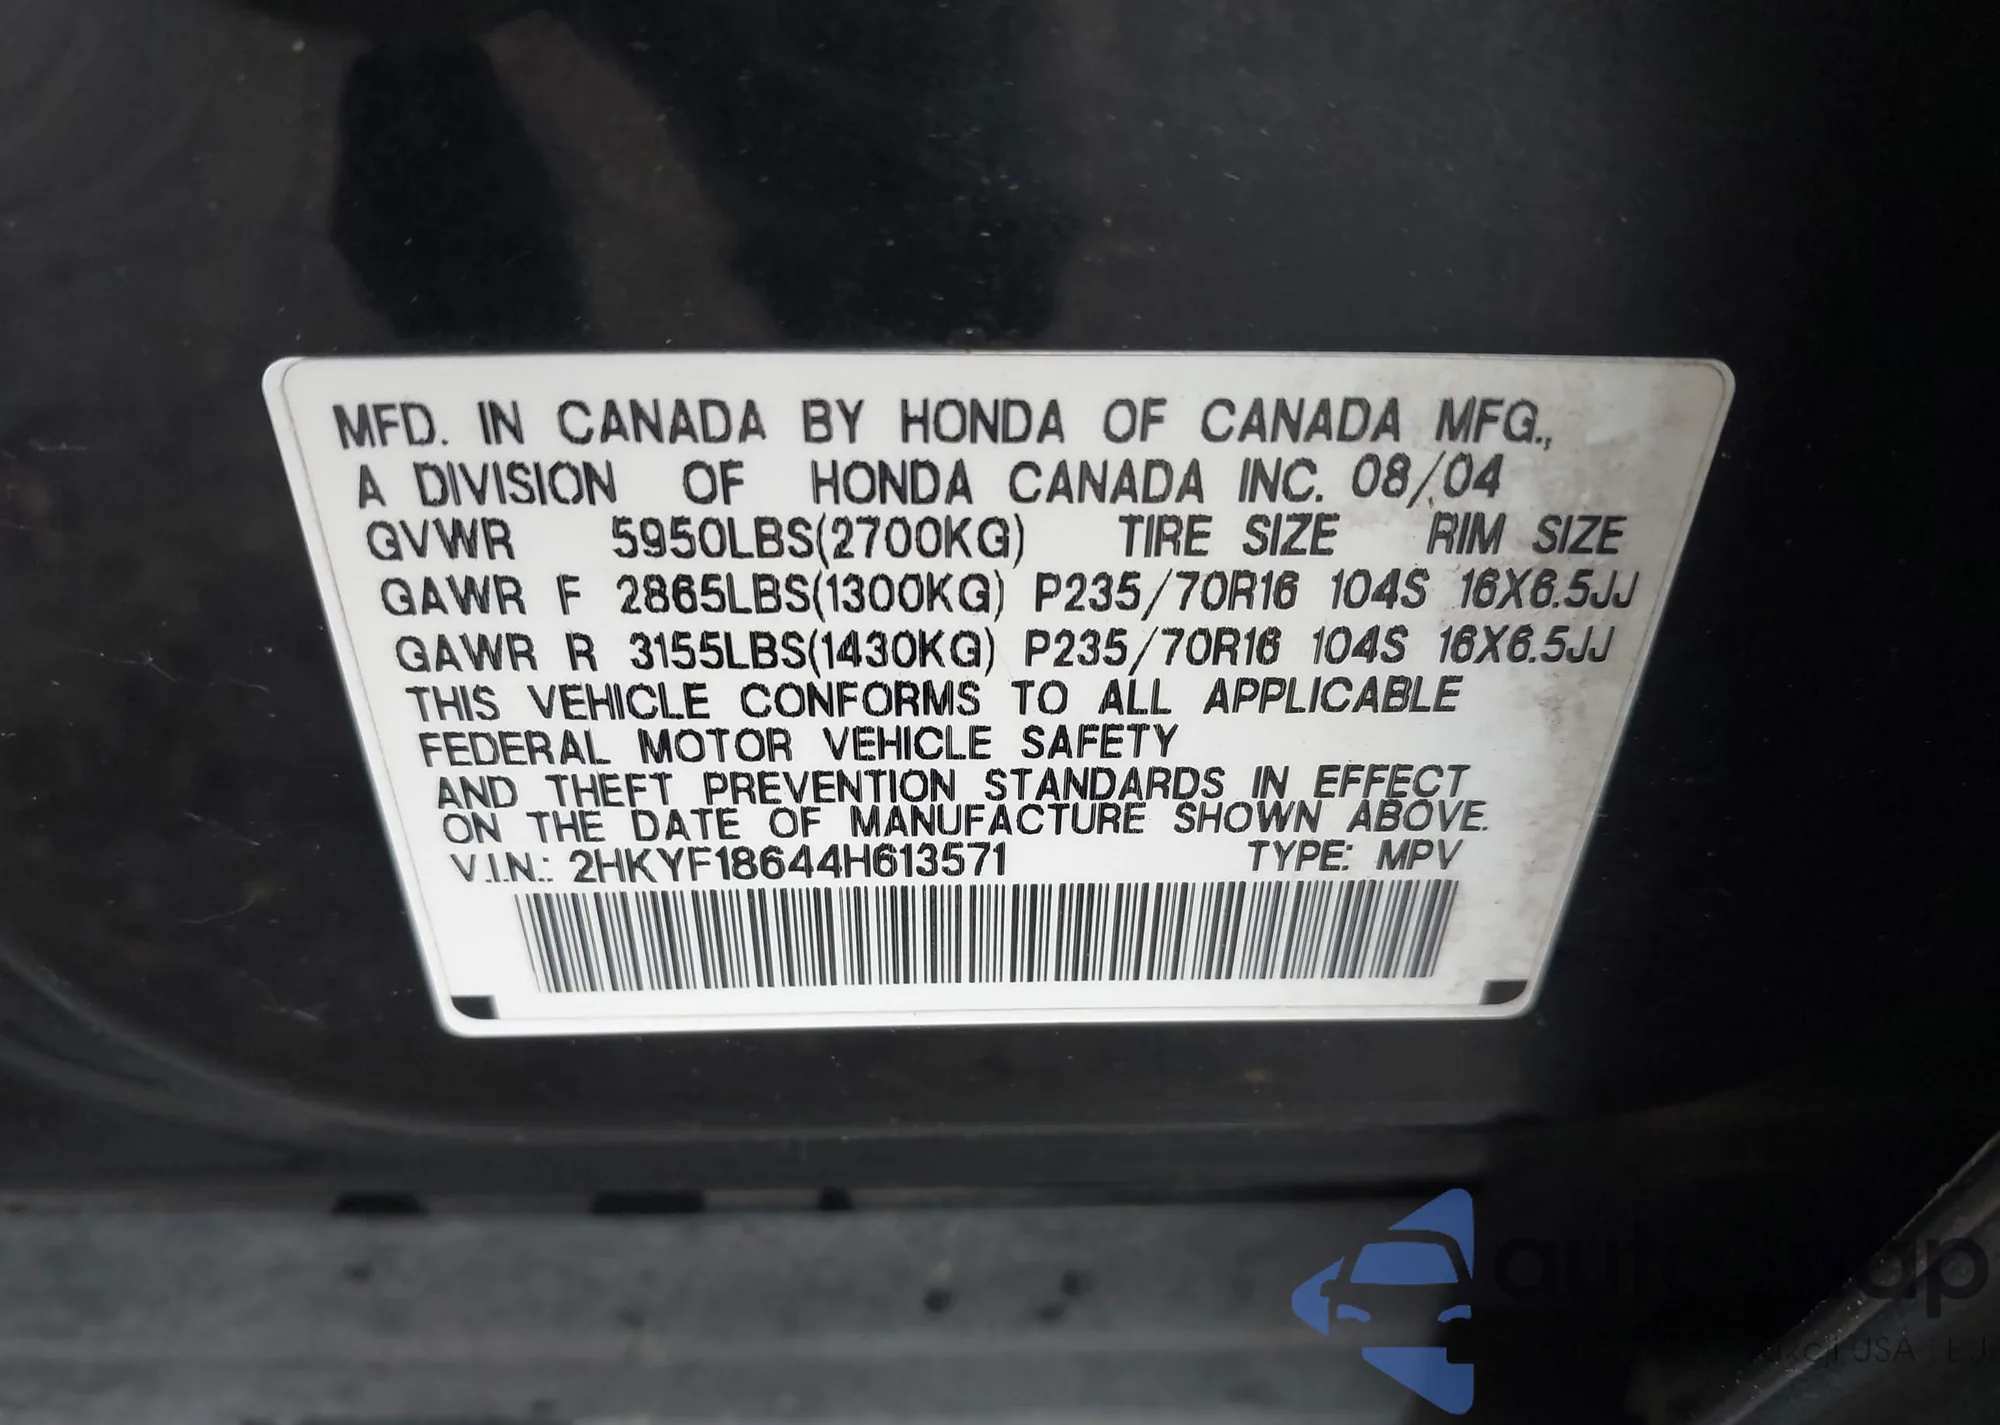 MFD. IN CANADA BY HONDA OF CANADA MFG.,
A DIVISION OF HONDA CANADA INC. 08/04
GVWR 5950LBS(2700KG) TIRE SIZE RIM SIZE
GAWR F 2865LBS(1300KG) P235/70R16 104S 16X6.5JJ
GAWR R 3155LBS(1430KG) P235/70R16 104S 16X6.5JJ
THIS VEHICLE CONFORMS TO ALL APPLICABLE
FEDERAL MOTOR VEHICLE SAFETY
AND THEFT PREVENTION STANDARDS IN EFFECT
ON THE DATE OF MANUFACTURE SHOWN ABOVE.
V.I.N.: 2HKYF18644H613571 TYPE: MPV
USA